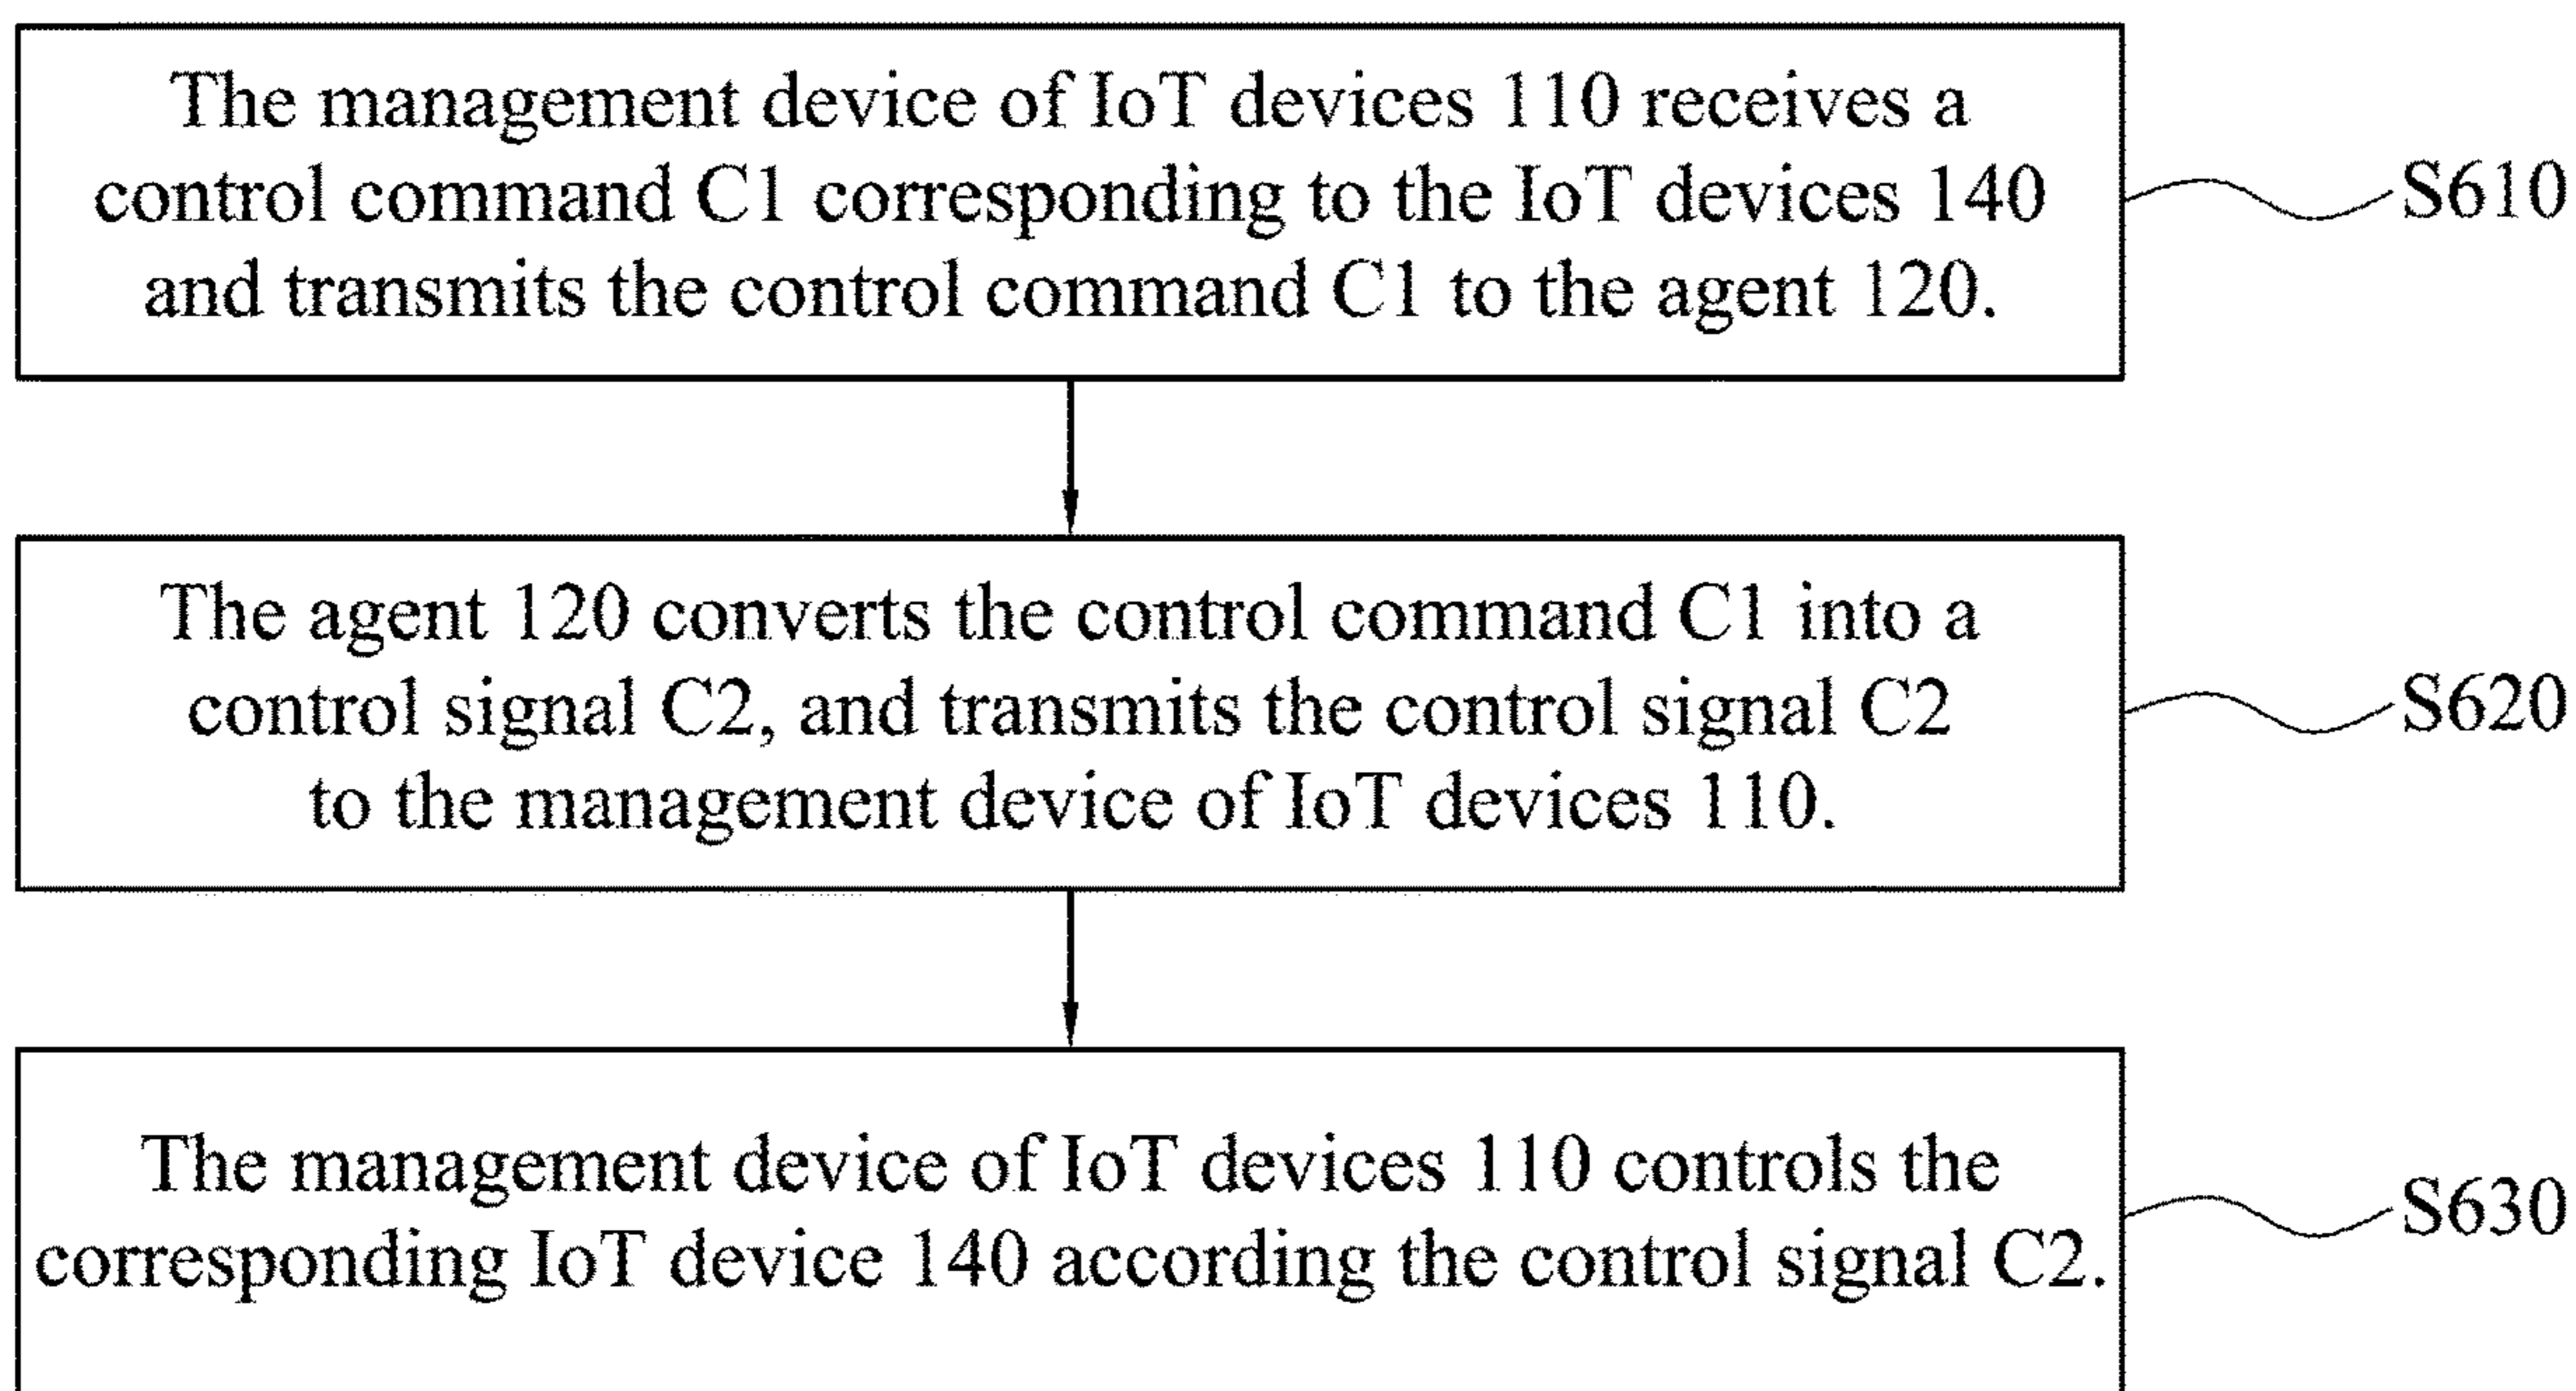 The management device of IoT devices 110 receives a
control command C1 corresponding to the IoT devices 140
and transmits the control command C1 to the agent 120.
S610
The agent 120 converts the control command C1 into a
control signal C2, and transmits the control signal C2
to the management device of IoT devices 110.
S620
The management device of IoT devices 110 controls the
corresponding IoT device 140 according the control signal C2.
S630